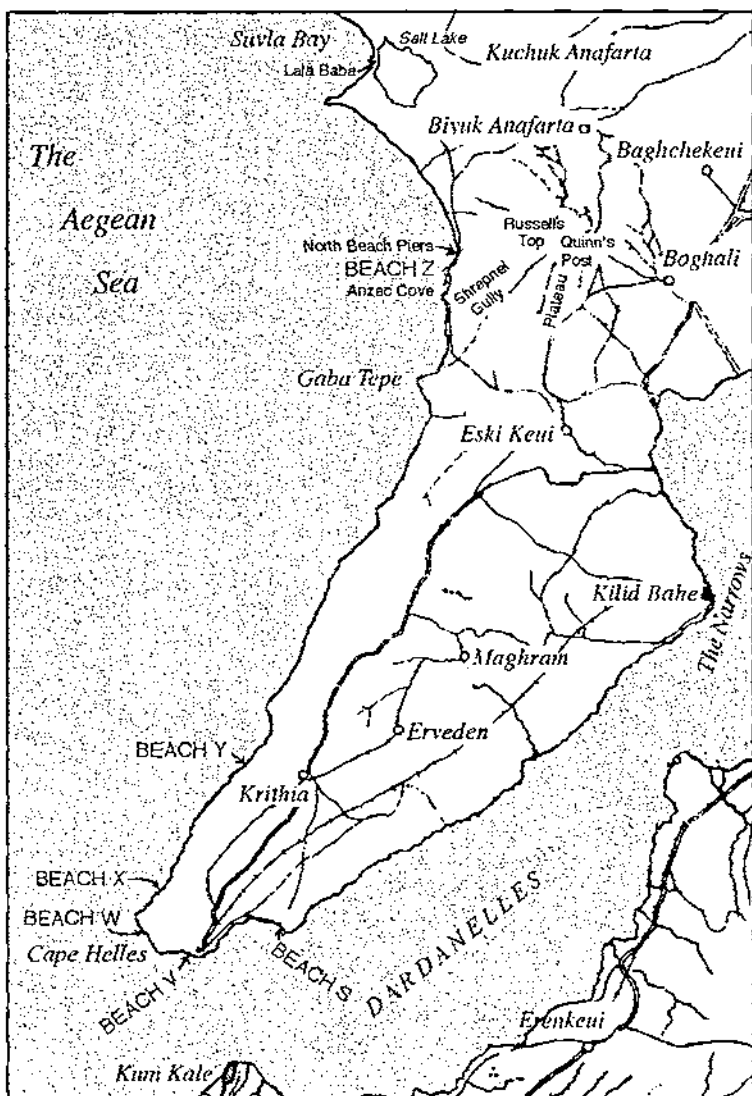 Suvla Bay
Salt Lake
Lala Baba
Kuchuk Anafarta
Biyuk Anafarta
Baghchekeui
The
Aegean
Sea
Russell's
Top
Quinn's
Post
North Beach Piers
BEACH Z
Anzac Cove
Shrapnel
Gully
Plateau
Boghali
Gaba Tepe
Eski Keui
Kilid Bahe
The Narrows
Maghram
Erveden
BEACH Y
Krithia
BEACH X
BEACH W
Cape Helles
BEACH V
BEACH S
DARDANELLES
Erenkeui
Kum Kale